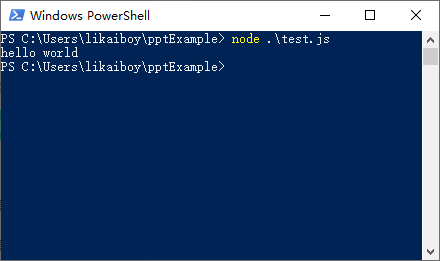 Windows PowerShell
PS C:\Users\likaiboy\pptExample> node .\test.js
hello world
PS C:\Users\likaiboy\pptExample>